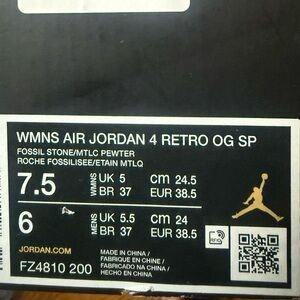 WMNS AIR JORDAN 4 RETRO OG SP
FOSSIL STONE/MTLC PEWTER
ROCHE FOSSILISEE/ETAIN MTLQ
7.5 WMNS UK 5 cm 24.5
BR 37 EUR 38.5
6 MENS UK 5.5 cm 24
BR 37 EUR 38.5
JORDAN.COM
FZ4810 200
MADE IN CHINA /
FABRIQUE EN CHINE /
FABRICADO NA CHINA /
HECHO EN CHINA